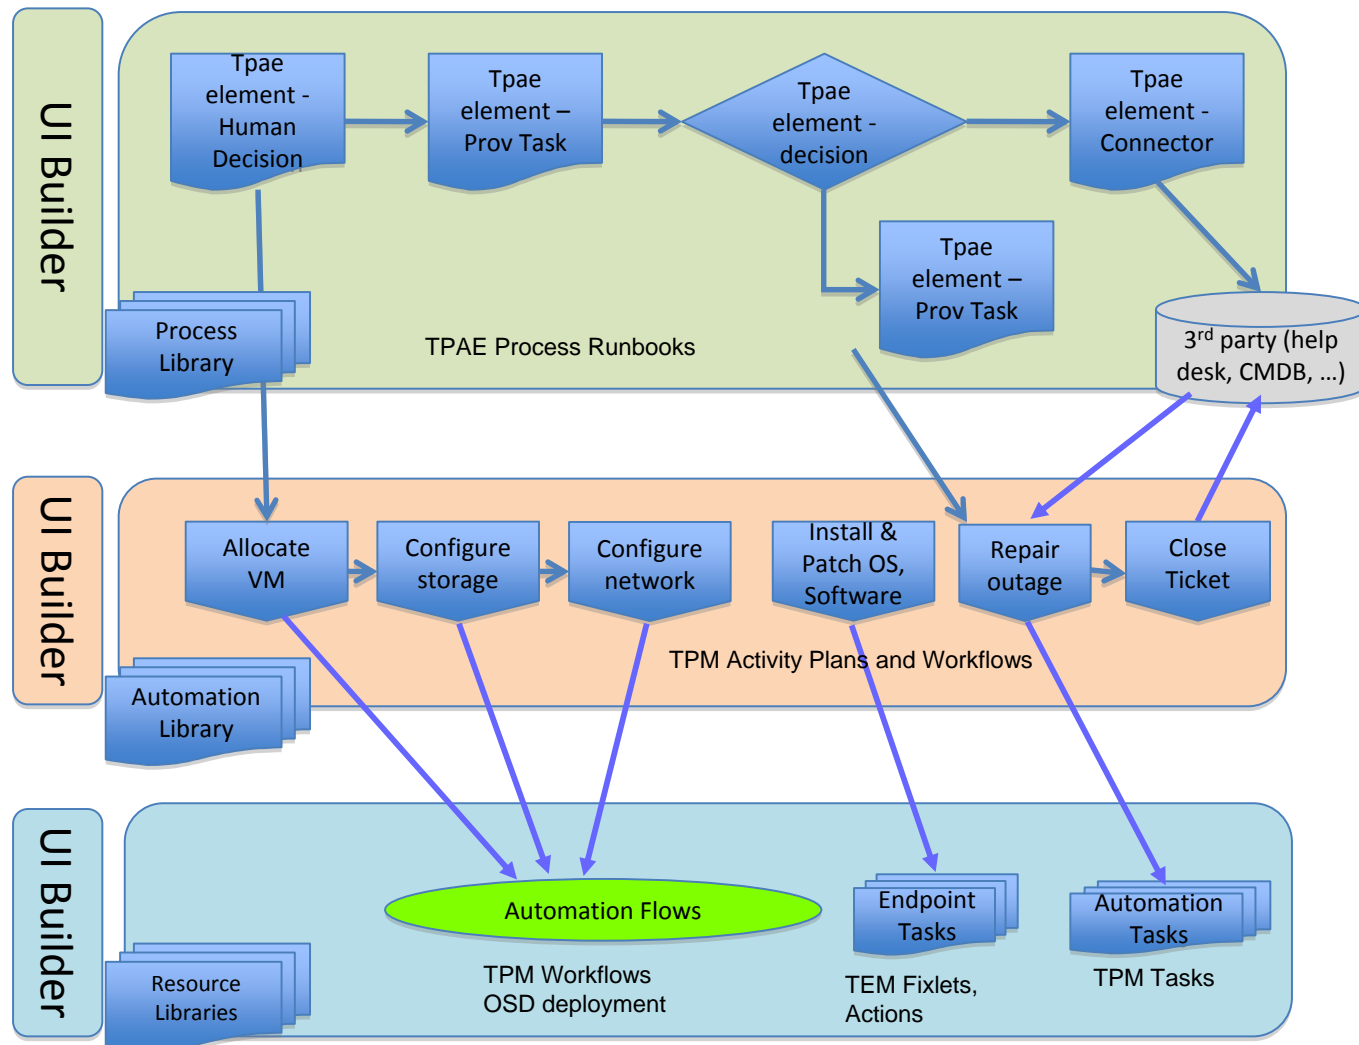 UI Builder
Tpae
element -
Human
Decision
Tpae
element –
Prov Task
Tpae
element -
decision
Tpae
element -
Connector
Tpae
element –
Prov Task
Process
Library
TPAE Process Runbooks
3rd party (help
desk, CMDB, ...)
UI Builder
Allocate
VM
Configure
storage
Configure
network
Install &
Patch OS,
Software
Repair
outage
Close
Ticket
TPM Activity Plans and Workflows
Automation
Library
UI Builder
Automation Flows
Endpoint
Tasks
Automation
Tasks
TPM Workflows
OSD deployment
TEM Fixlets,
Actions
TPM Tasks
Resource
Libraries